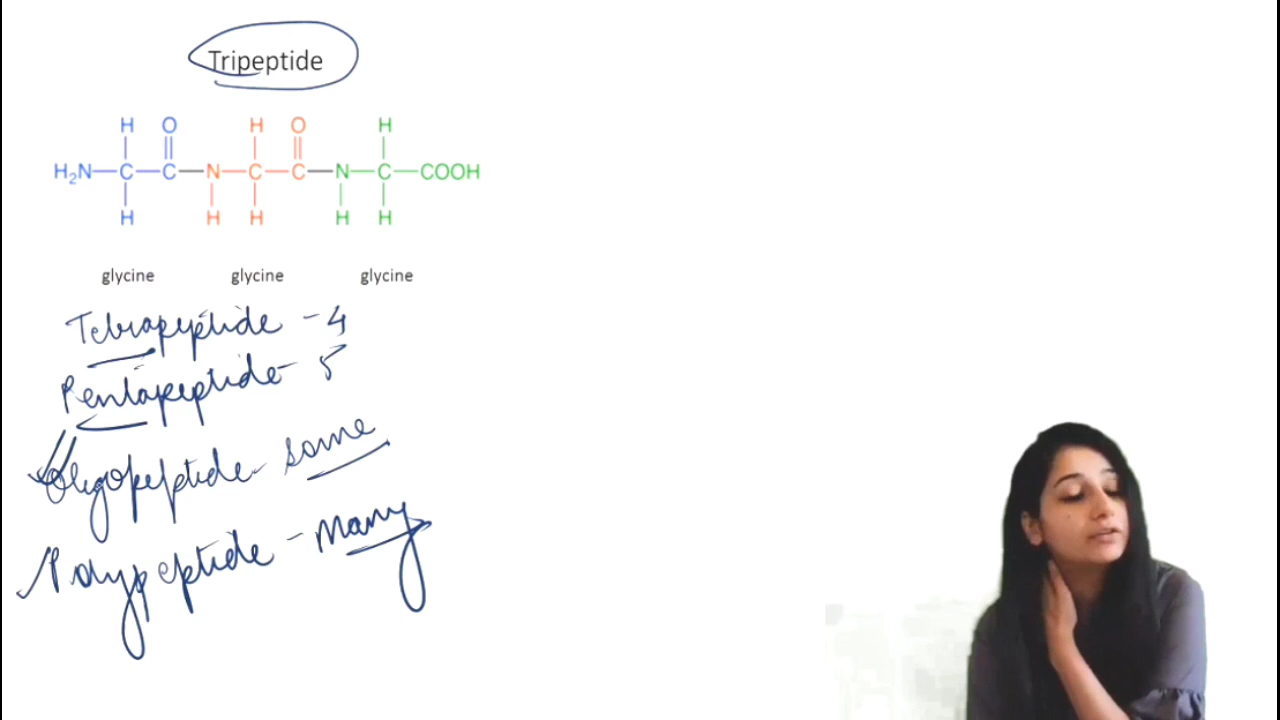 Tripeptide
H O H O H
H₂N—C—C—N—C—C—N—C—COOH
H H H H H
glycine glycine glycine
Tetrapeptide - 4
Pentapeptide - 5
Oligopeptide - some
Polypeptide - many